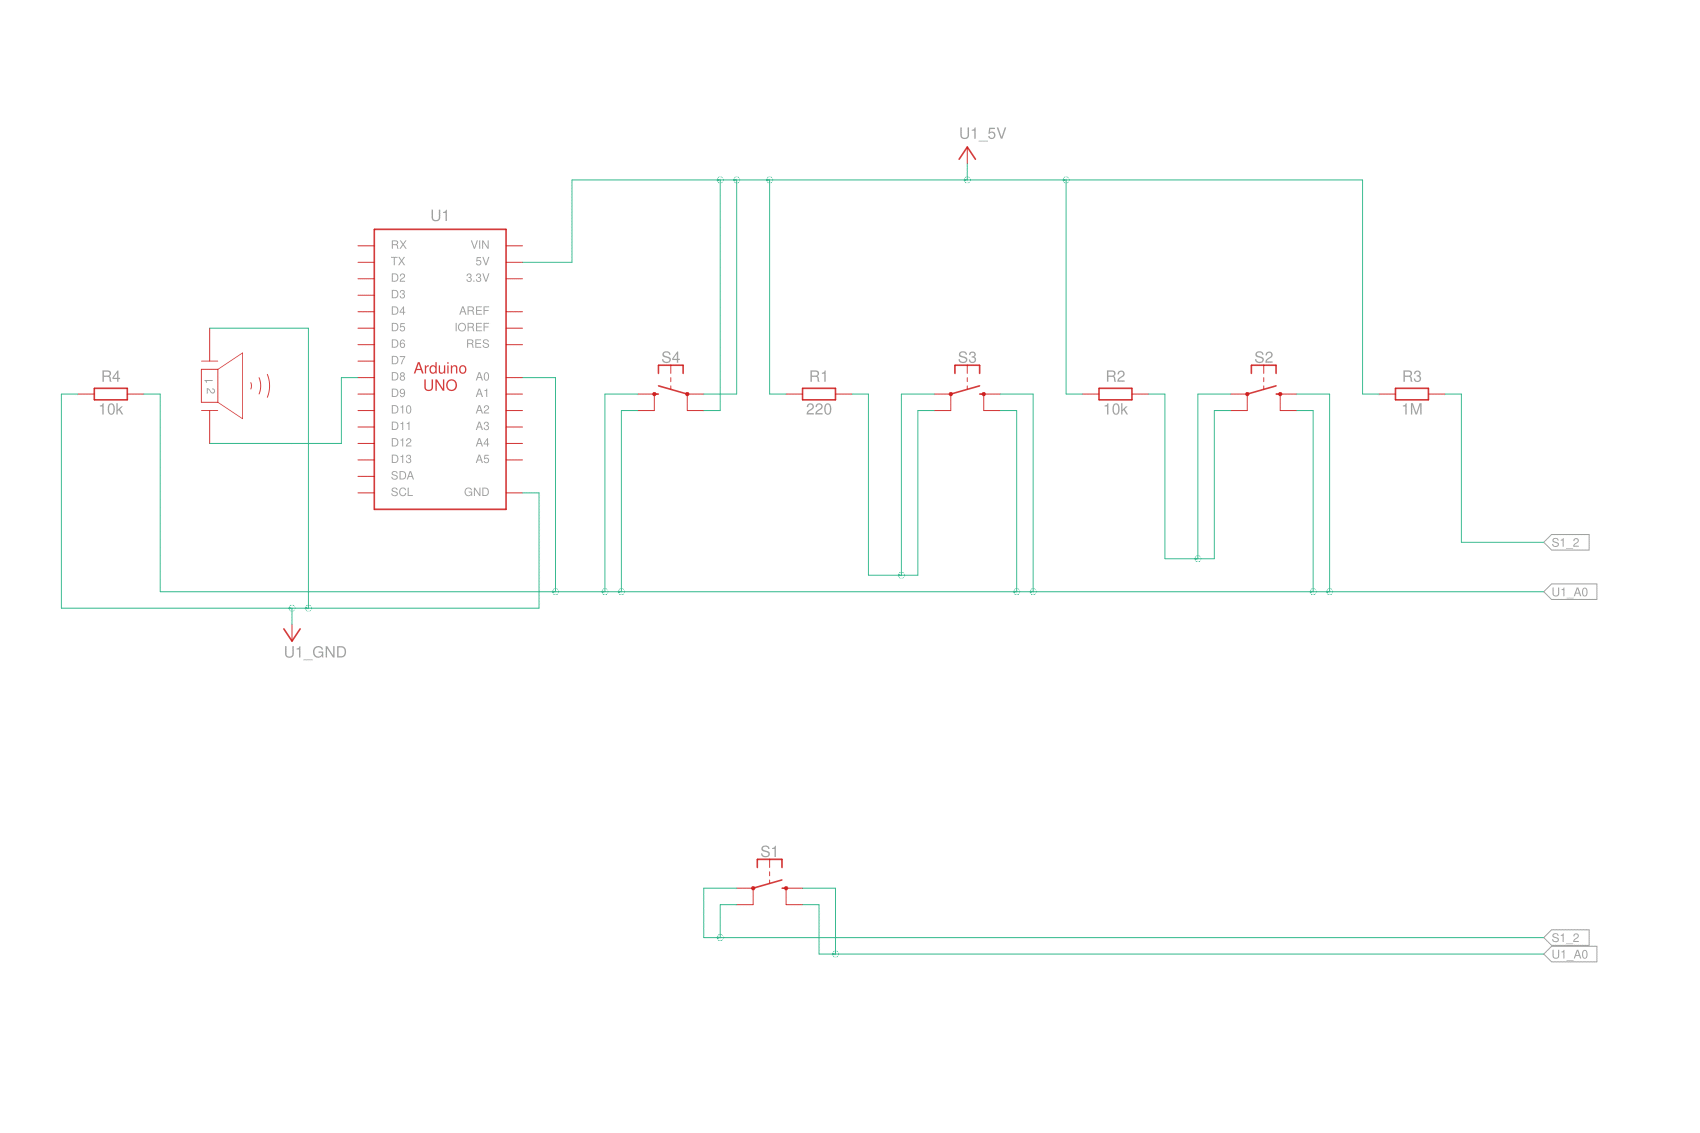 U1_5V
U1
RX VIN
TX 5V
D2 3.3V
D3
D4 AREF
D5 IOREF
D6 RES
D7
D8 A0
D9 A1
D10 A2
D11 A3
D12 A4
D13 A5
SDA
SCL GND
Arduino
UNO
R4
10k
1 2
S4
R1
220
S3
R2
10k
S2
R3
1M
S1_2
U1_A0
U1_GND
S1
S1_2
U1_A0